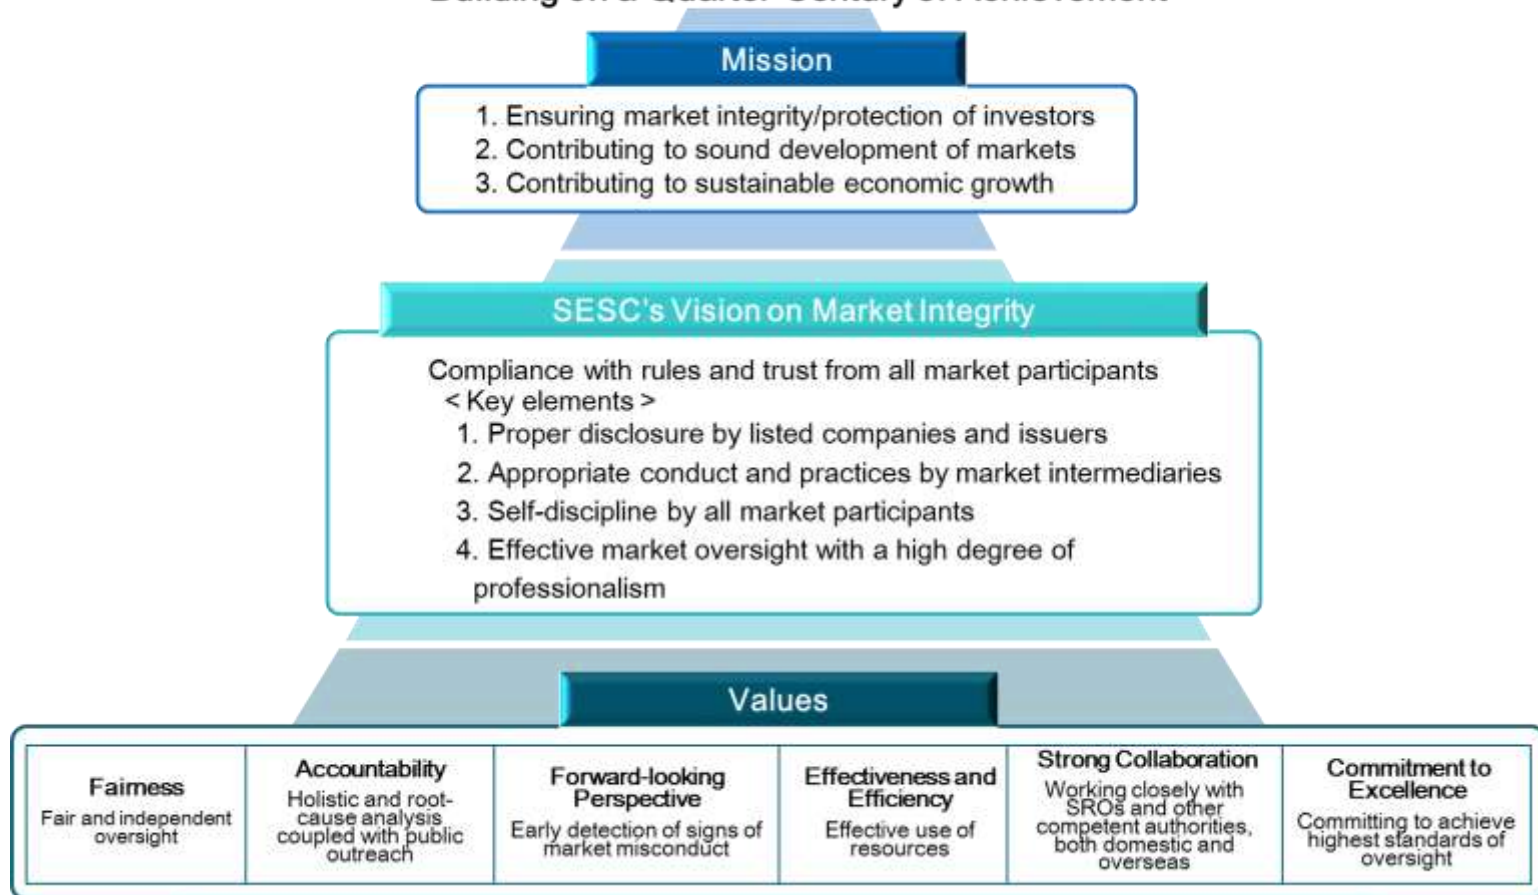 Building on a Quarter Century of Achievement
Mission
1. Ensuring market integrity/protection of investors
2. Contributing to sound development of markets
3. Contributing to sustainable economic growth
SESC's Vision on Market Integrity
Compliance with rules and trust from all market participants
< Key elements >
1. Proper disclosure by listed companies and issuers
2. Appropriate conduct and practices by market intermediaries
3. Self-discipline by all market participants
4. Effective market oversight with a high degree of
professionalism
Values
Fairness
Fair and independent
oversight
Accountability
Holistic and root-
cause analysis
coupled with public
outreach
Forward-looking
Perspective
Early detection of signs of
market misconduct
Effectiveness and
Efficiency
Effective use of
resources
Strong Collaboration
Working closely with
SROs and other
competent authorities,
both domestic and
overseas
Commitment to
Excellence
Committing to achieve
highest standards of
oversight